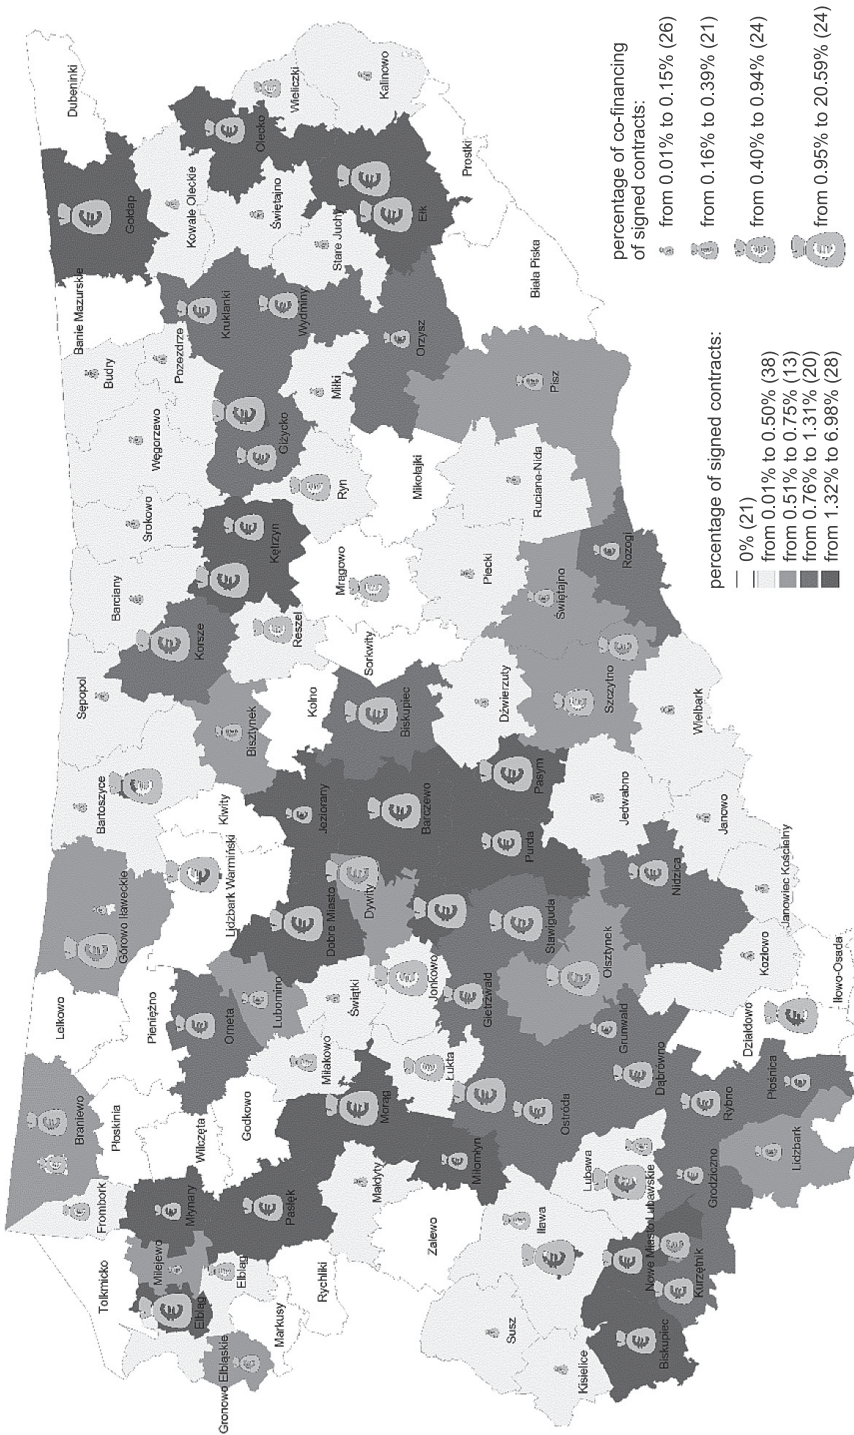 Dubeninki
Gołdap
Banie Mazurskie
Budry
Węgorzewo
Srokowo
Barciany
Sępopol
Bartoszyce
Górowo Iławeckie
Lelkowo
Braniewo
Frombork
Tolkmicko
Płoskinia
Pieniężno
Wilczęta
Młynary
Milejewo
Elbląg
Elbląg
Gronowo Elbląskie
Markusy
Rychliki
Pasłęk
Godkowo
Orneta
Lubomino
Lidzbark Warmiński
Kiwity
Bisztynek
Korsze
Kętrzyn
Reszel
Kolno
Giżycko
Pozezdrze
Kruklanki
Kowale Oleckie
Olecko
Wieliczki
Świętajno
Wydminy
Stare Juchy
Kalinowo
Ełk
Prostki
Miłki
Ryn
Orzysz
Biała Piska
Mikołajki
Mrągowo
Sorkwity
Biskupiec
Jeziorany
Barczewo
Dobre Miasto
Dywity
Świątki
Miłakowo
Jonkowo
Łukta
Morąg
Małdyty
Zalewo
Miłomłyn
Ostróda
Gietrzwałd
Stawiguda
Purda
Pasym
Dźwierzuty
Piecki
Ruciane-Nida
Pisz
Rozogi
Świętajno
Szczytno
Wielbark
Jedwabno
Olsztynek
Grunwald
Dąbrówno
Nidzica
Janowo
Janowiec Kościelny
Kozłowo
Iłowo-Osada
Działdowo
Płośnica
Rybno
Lidzbark
Grodziczno
Lubawa
Iława
Susz
Kisielice
Biskupiec
Nowe Miasto Lubawskie
Kurzętnik
percentage of signed contracts:
0% (21)
from 0.01% to 0.50% (38)
from 0.51% to 0.75% (13)
from 0.76% to 1.31% (20)
from 1.32% to 6.98% (28)
percentage of co-financing
of signed contracts:
from 0.01% to 0.15% (26)
from 0.16% to 0.39% (21)
from 0.40% to 0.94% (24)
from 0.95% to 20.59% (24)